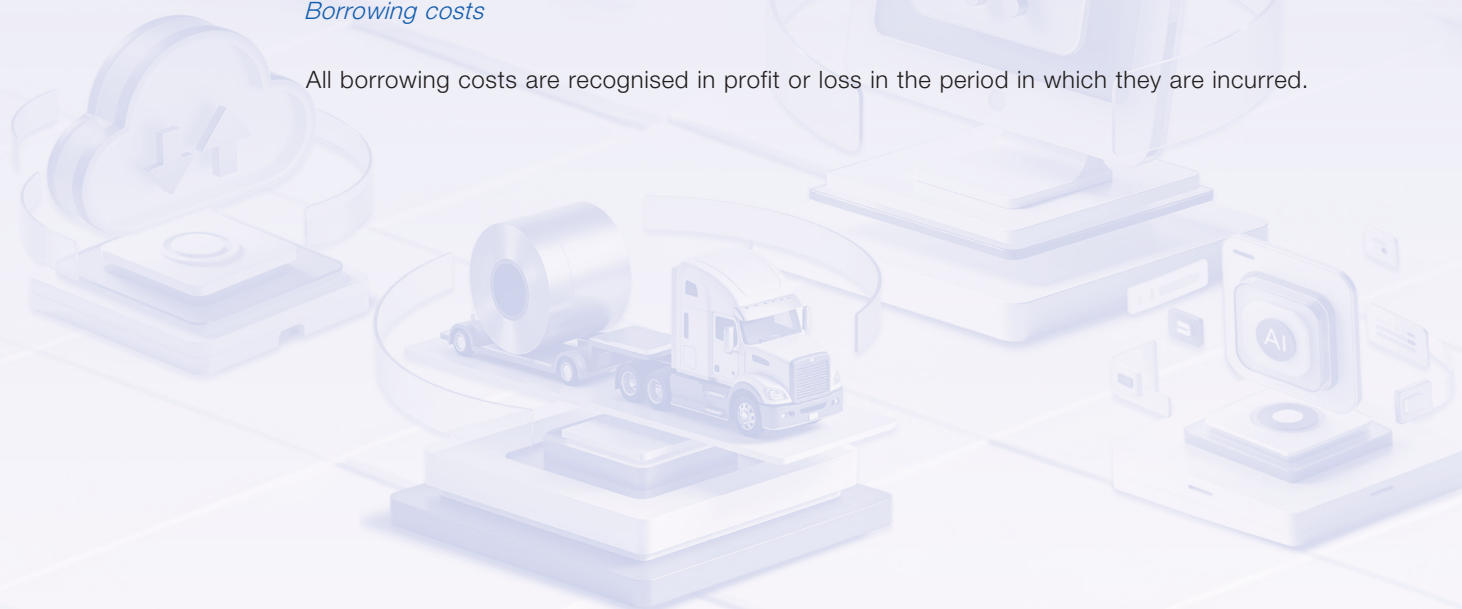 Borrowing costs
All borrowing costs are recognised in profit or loss in the period in which they are incurred.
AI